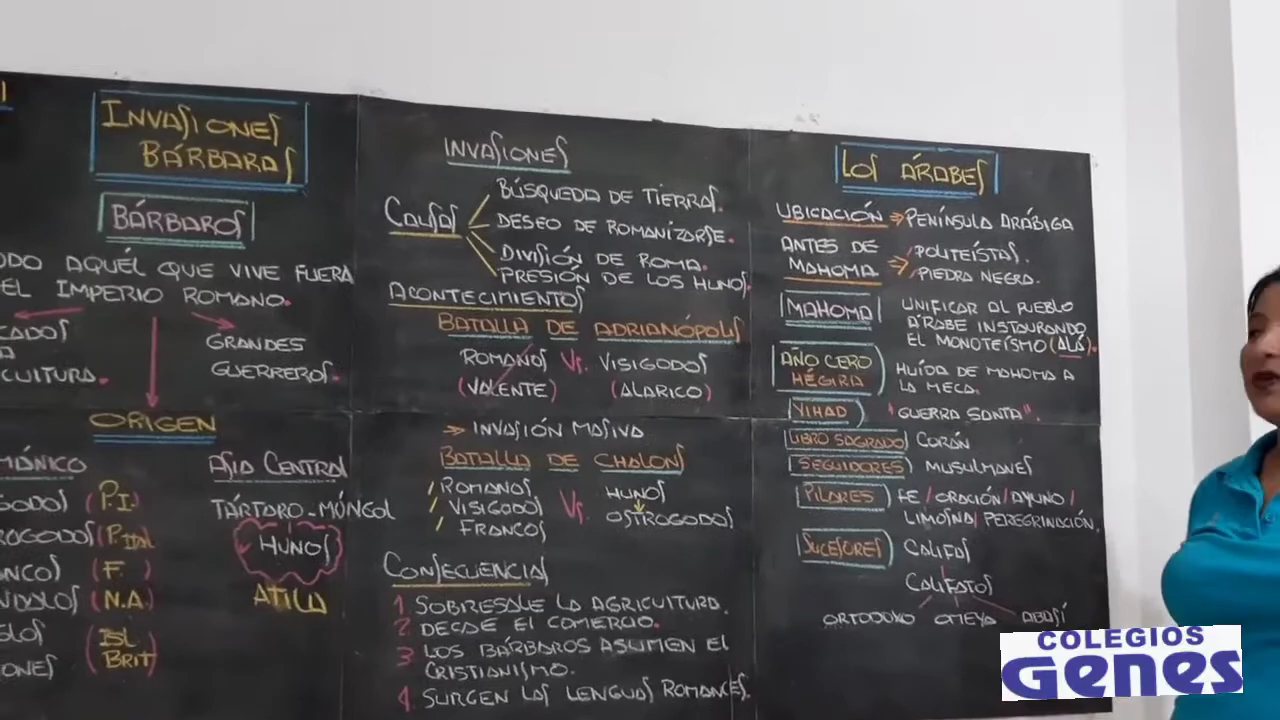 INVASIONES
BÁRBARAS
BÁRBAROS
AQUÉL QUE VIVE FUERA
EL IMPERIO ROMANO.
GRANDES
GUERREROS.
ORIGEN
ASIA CENTRAL
(P.I)
TÁRTARO-MÓNGOL
HUNOS
(F.)
(N.A.)
ATILA
BRIT)
INVASIONES
CAUSAS
BÚSQUEDA DE TIERRAS.
DESEO DE ROMANIZARSE.
DIVISIÓN DE ROMA.
PRESIÓN DE LOS HUNOS.
ACONTECIMIENTOS
BATALLA DE ADRIANÓPOLIS
ROMANOS Vs. VISIGODOS
(VALENTE) (ALARICO)
INVASIÓN MASIVA
BATALLA DE CHALONS
ROMANOS
VISIGODOS
FRANCOS
Vs.
HUNOS
OSTROGODOS
CONSECUENCIAS
1. SOBRESALE LA AGRICULTURA.
2. DECAE EL COMERCIO.
3 LOS BÁRBAROS ASUMEN EL
CRISTIANISMO.
4. SURGEN LAS LENGUAS ROMANCES.
LOS ÁRABES
UBICACIÓN PENÍNSULA ARÁBIGA
ANTES DE
MAHOMA
POLITEÍSTAS.
PIEDRA NEGRA.
MAHOMA UNIFICAR AL PUEBLO
ÁRABE INSTAURANDO
EL MONOTEÍSMO (ALÁ).
AÑO CERO
HÉGIRA
HUÍDA DE MAHOMA A
LA MECA.
YIHAD "GUERRA SANTA".
LIBRO SAGRADO CORÁN
SEGUIDORES MUSULMANES
PILARES FE / ORACIÓN / AYUNO /
LIMOSNA / PEREGRINACIÓN.
SUCESORES CALIFAS
CALIFATOS
ORTODOXO OMEYA ABASÍ
COLEGIOS
Genes